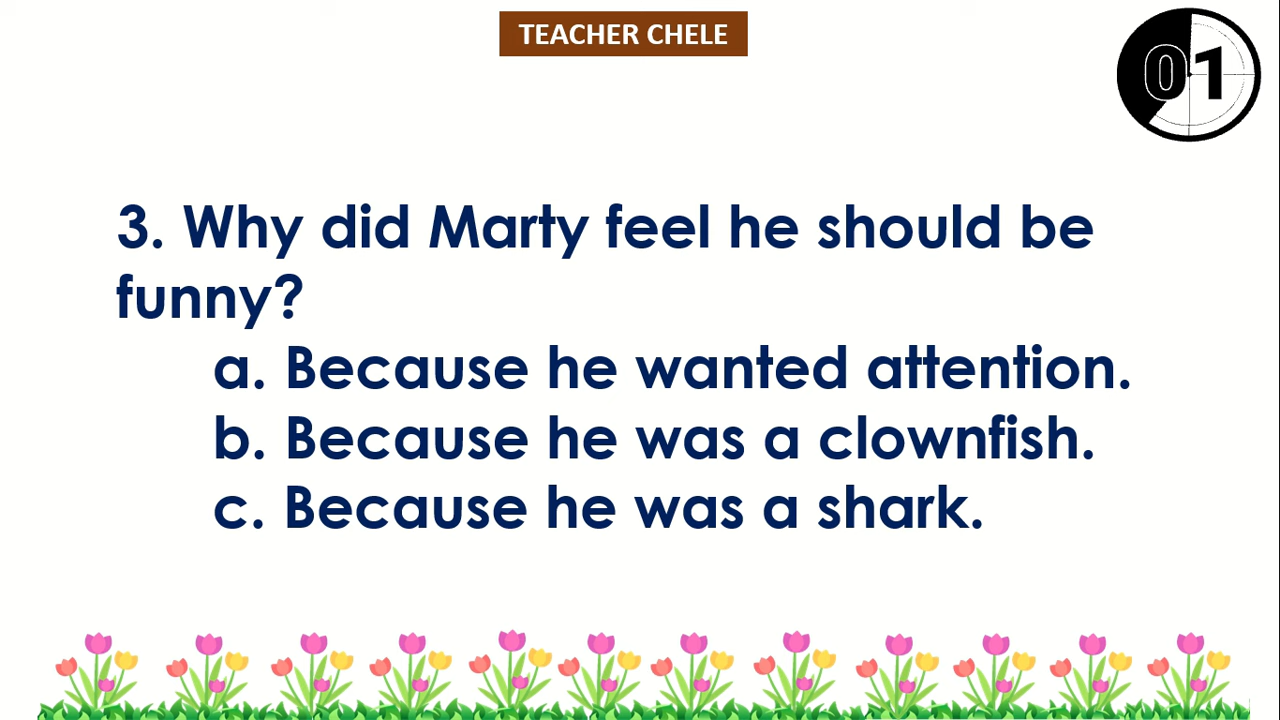 TEACHER CHELE
01
3. Why did Marty feel he should be
funny?
a. Because he wanted attention.
b. Because he was a clownfish.
c. Because he was a shark.